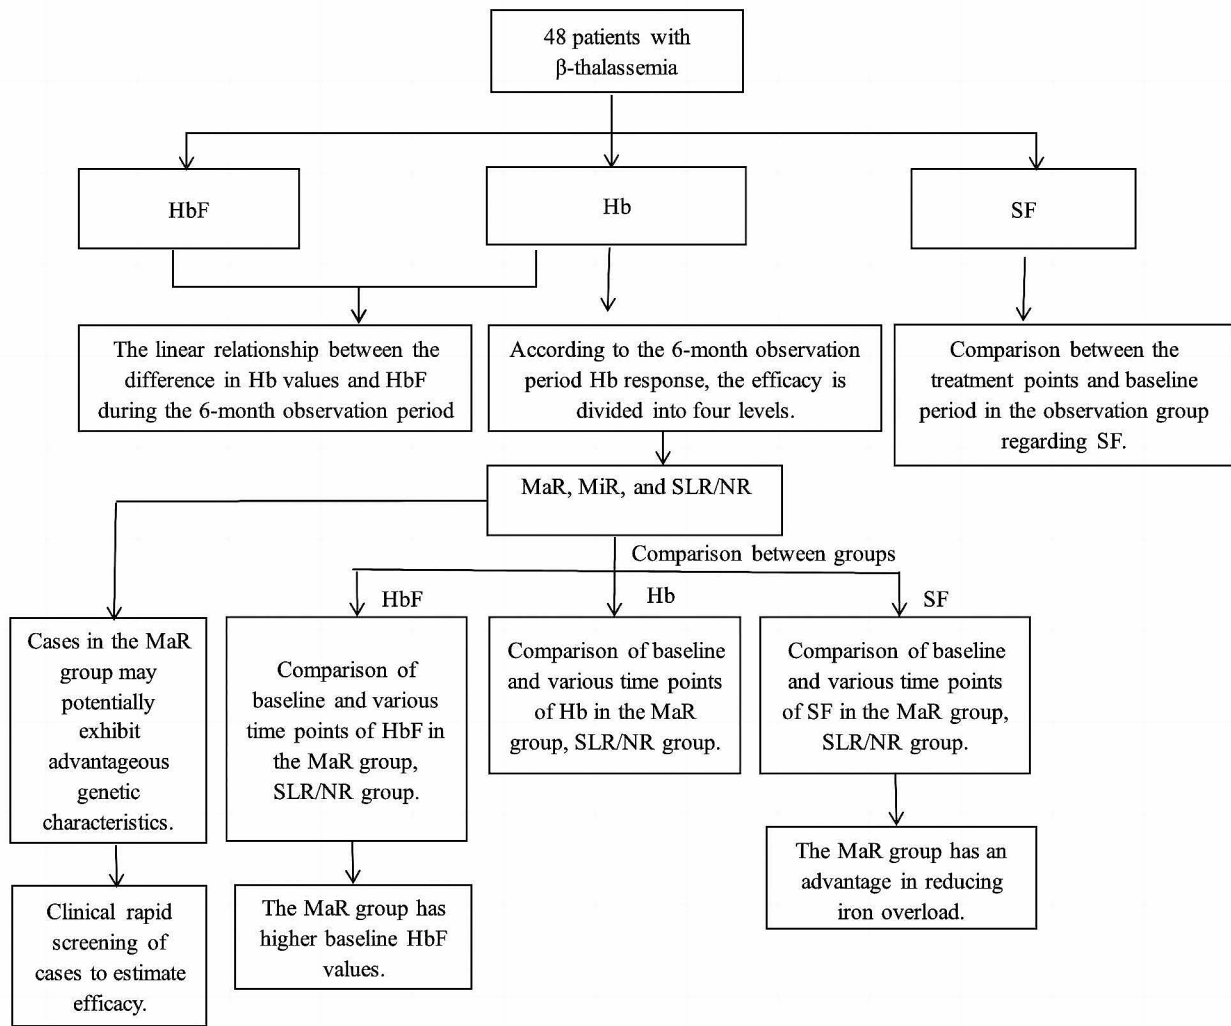 48 patients with
β-thalassemia
HbF
Hb
SF
The linear relationship between the
difference in Hb values and HbF
during the 6-month observation period
According to the 6-month observation
period Hb response, the efficacy is
divided into four levels.
Comparison between the
treatment points and baseline
period in the observation group
regarding SF.
MaR, MiR, and SLR/NR
Comparison between groups
HbF
Hb
SF
Cases in the MaR
group may
potentially
exhibit
advantageous
genetic
characteristics.
Comparison of
baseline and various
time points of HbF in
the MaR group,
SLR/NR group.
Comparison of baseline
and various time points
of Hb in the MaR
group, SLR/NR group.
Comparison of baseline
and various time points
of SF in the MaR group,
SLR/NR group.
Clinical rapid
screening of
cases to estimate
efficacy.
The MaR group has
higher baseline HbF
values.
The MaR group has an
advantage in reducing
iron overload.